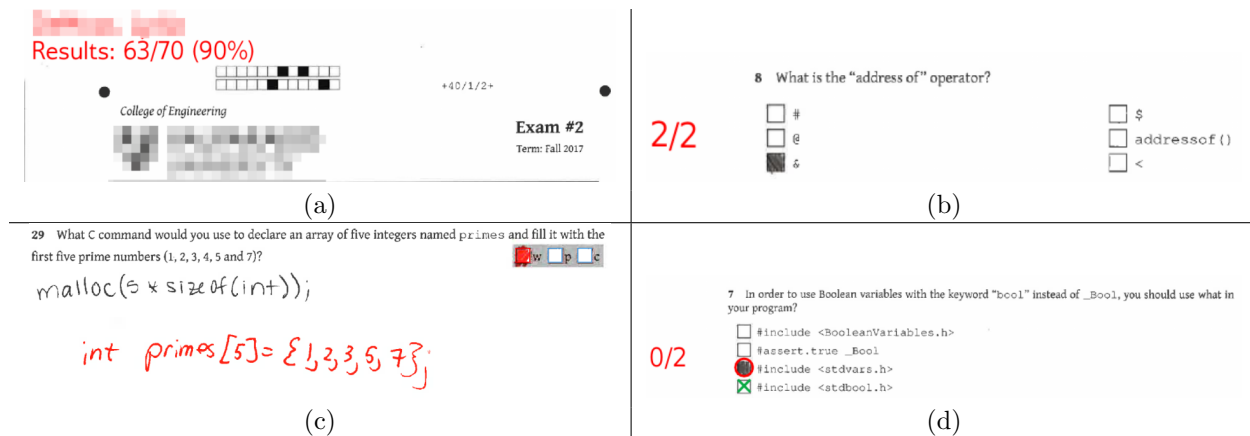 Results: 63/70 (90%)
+40/1/2+
College of Engineering
Exam #2
Term: Fall 2017
(a)
8 What is the "address of" operator?
2/2
#
@
&
$
addressof()
<
(b)
29 What C command would you use to declare an array of five integers named primes and fill it with the
first five prime numbers (1, 2, 3, 4, 5 and 7)?
w p c
malloc(5 * sizeof(int));
int primes[5]= {1,2,3,5,7};
(c)
7 In order to use Boolean variables with the keyword "bool" instead of _Bool, you should use what in
your program?
0/2
#include <BooleanVariables.h>
#assert.true _Bool
#include <stdvars.h>
#include <stdbool.h>
(d)